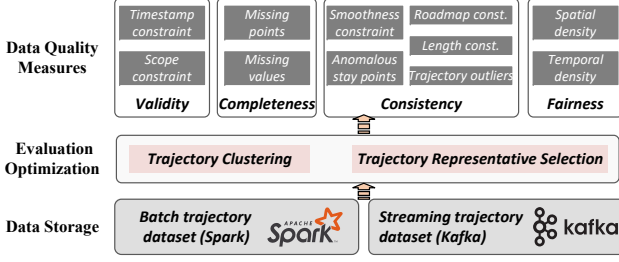 Data Quality
Measures
Timestamp
constraint
Scope
constraint
Validity
Missing
points
Missing
values
Completeness
Smoothness
constraint
Anomalous
stay points
Roadmap const.
Length const.
Trajectory outliers
Consistency
Spatial
density
Temporal
density
Fairness
Evaluation
Optimization
Trajectory Clustering
Trajectory Representative Selection
Data Storage
Batch trajectory
dataset (Spark)
APACHE
Spark
Streaming trajectory
dataset (Kafka)
kafka